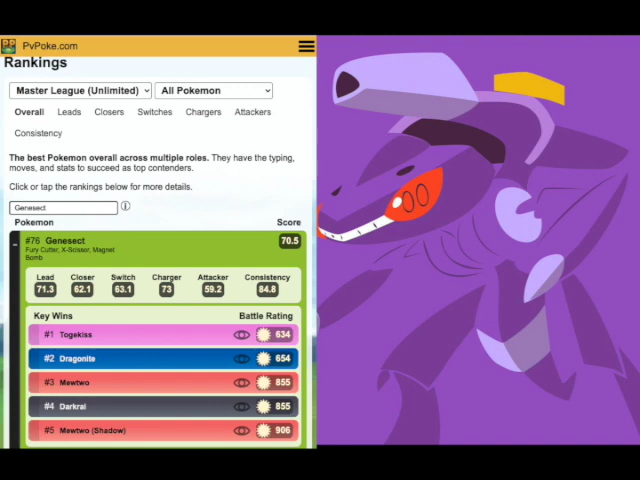 PvPoke.com
Rankings
Master League (Unlimited) All Pokemon
Overall Leads Closers Switches Chargers Attackers
Consistency
The best Pokemon overall across multiple roles. They have the typing,
moves, and stats to succeed as top contenders.
Click or tap the rankings below for more details.
Genesect
Pokemon Score
#76 Genesect 70.5
Fury Cutter, X-Scissor, Magnet
Bomb
Lead Closer Switch Charger Attacker Consistency
71.3 62.1 63.1 73 59.2 84.8
Key Wins Battle Rating
#1 Togekiss 634
#2 Dragonite 654
#3 Mewtwo 855
#4 Darkrai 855
#5 Mewtwo (Shadow) 906